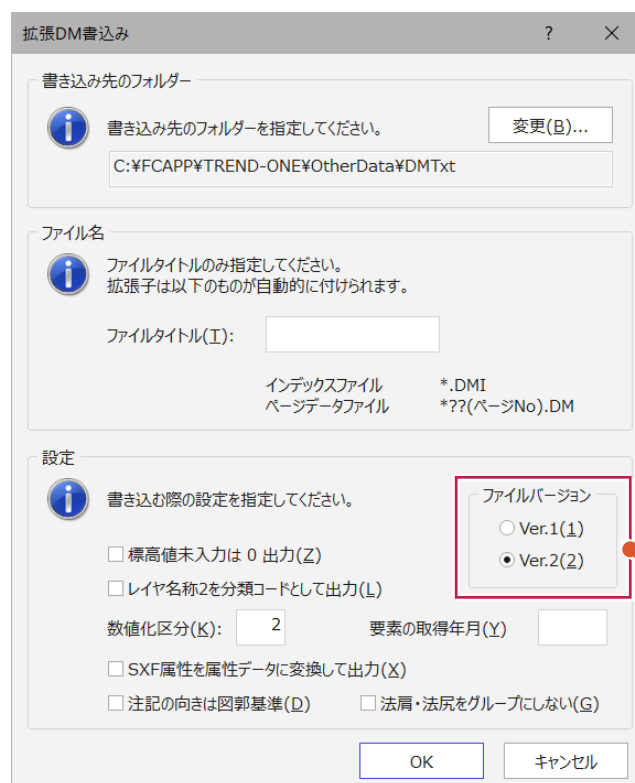 拡張DM書込み ? ×
書き込み先のフォルダー
書き込み先のフォルダーを指定してください。
変更(B)...
C:¥FCAPP¥TREND-ONE¥OtherData¥DMTxt
ファイル名
ファイルタイトルのみ指定してください。
拡張子は以下のものが自動的に付けられます。
ファイルタイトル(T):
インデックスファイル *.DMI
ページデータファイル *??(ページNo).DM
設定
書き込む際の設定を指定してください。
ファイルバージョン
Ver.1(1)
Ver.2(2)
標高値未入力は 0 出力(Z)
レイヤ名称2を分類コードとして出力(L)
数値化区分(K): 2 要素の取得年月(Y)
SXF属性を属性データに変換して出力(X)
注記の向きは図郭基準(D) 法肩・法尻をグループにしない(G)
OK キャンセル